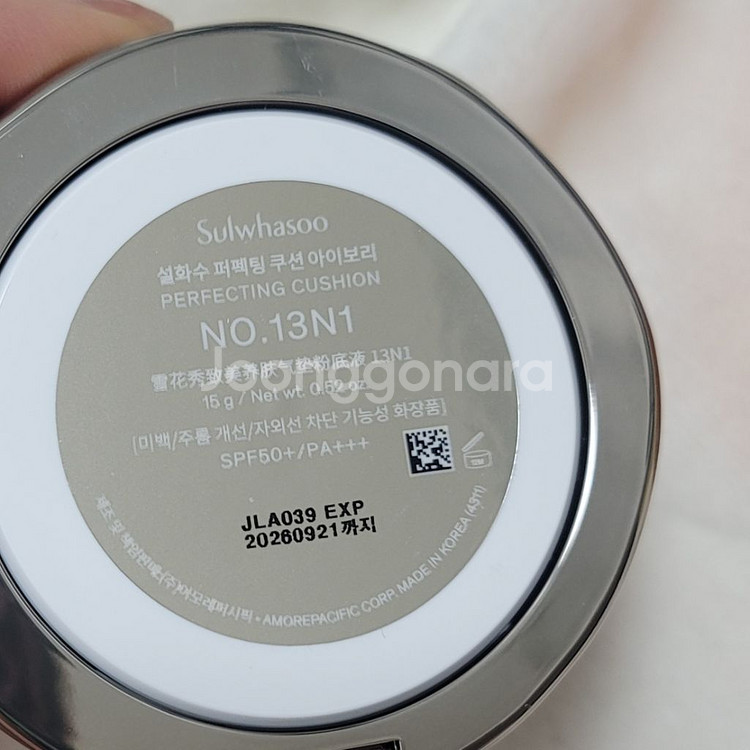 Sulwhasoo
설화수 퍼펙팅 쿠션 아이보리
PERFECTING CUSHION
NO.13N1
雪花秀致美养肤气垫粉底液 13N1
Joonggonara
15 g / Net wt. 0.52 oz.
[미백/주름 개선/자외선 차단 기능성 화장품]
SPF50+/PA+++
JLA039 EXP
20260921까지
제조 및 책임판매:(주)아모레퍼시픽 • AMOREPACIFIC CORP. MADE IN KOREA (4311)